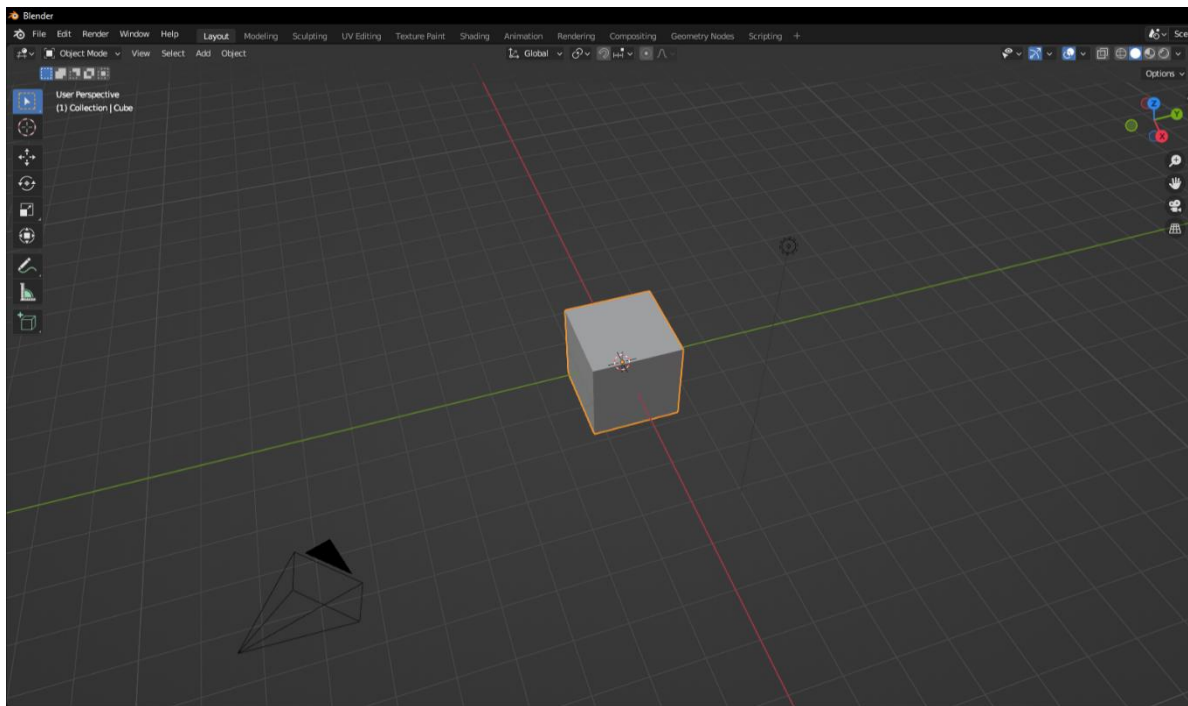 Blender
File Edit Render Window Help Layout Modeling Sculpting UV Editing Texture Paint Shading Animation Rendering Compositing Geometry Nodes Scripting + Sce
Object Mode View Select Add Object Global
Options
User Perspective
(1) Collection | Cube
Z
Y
X